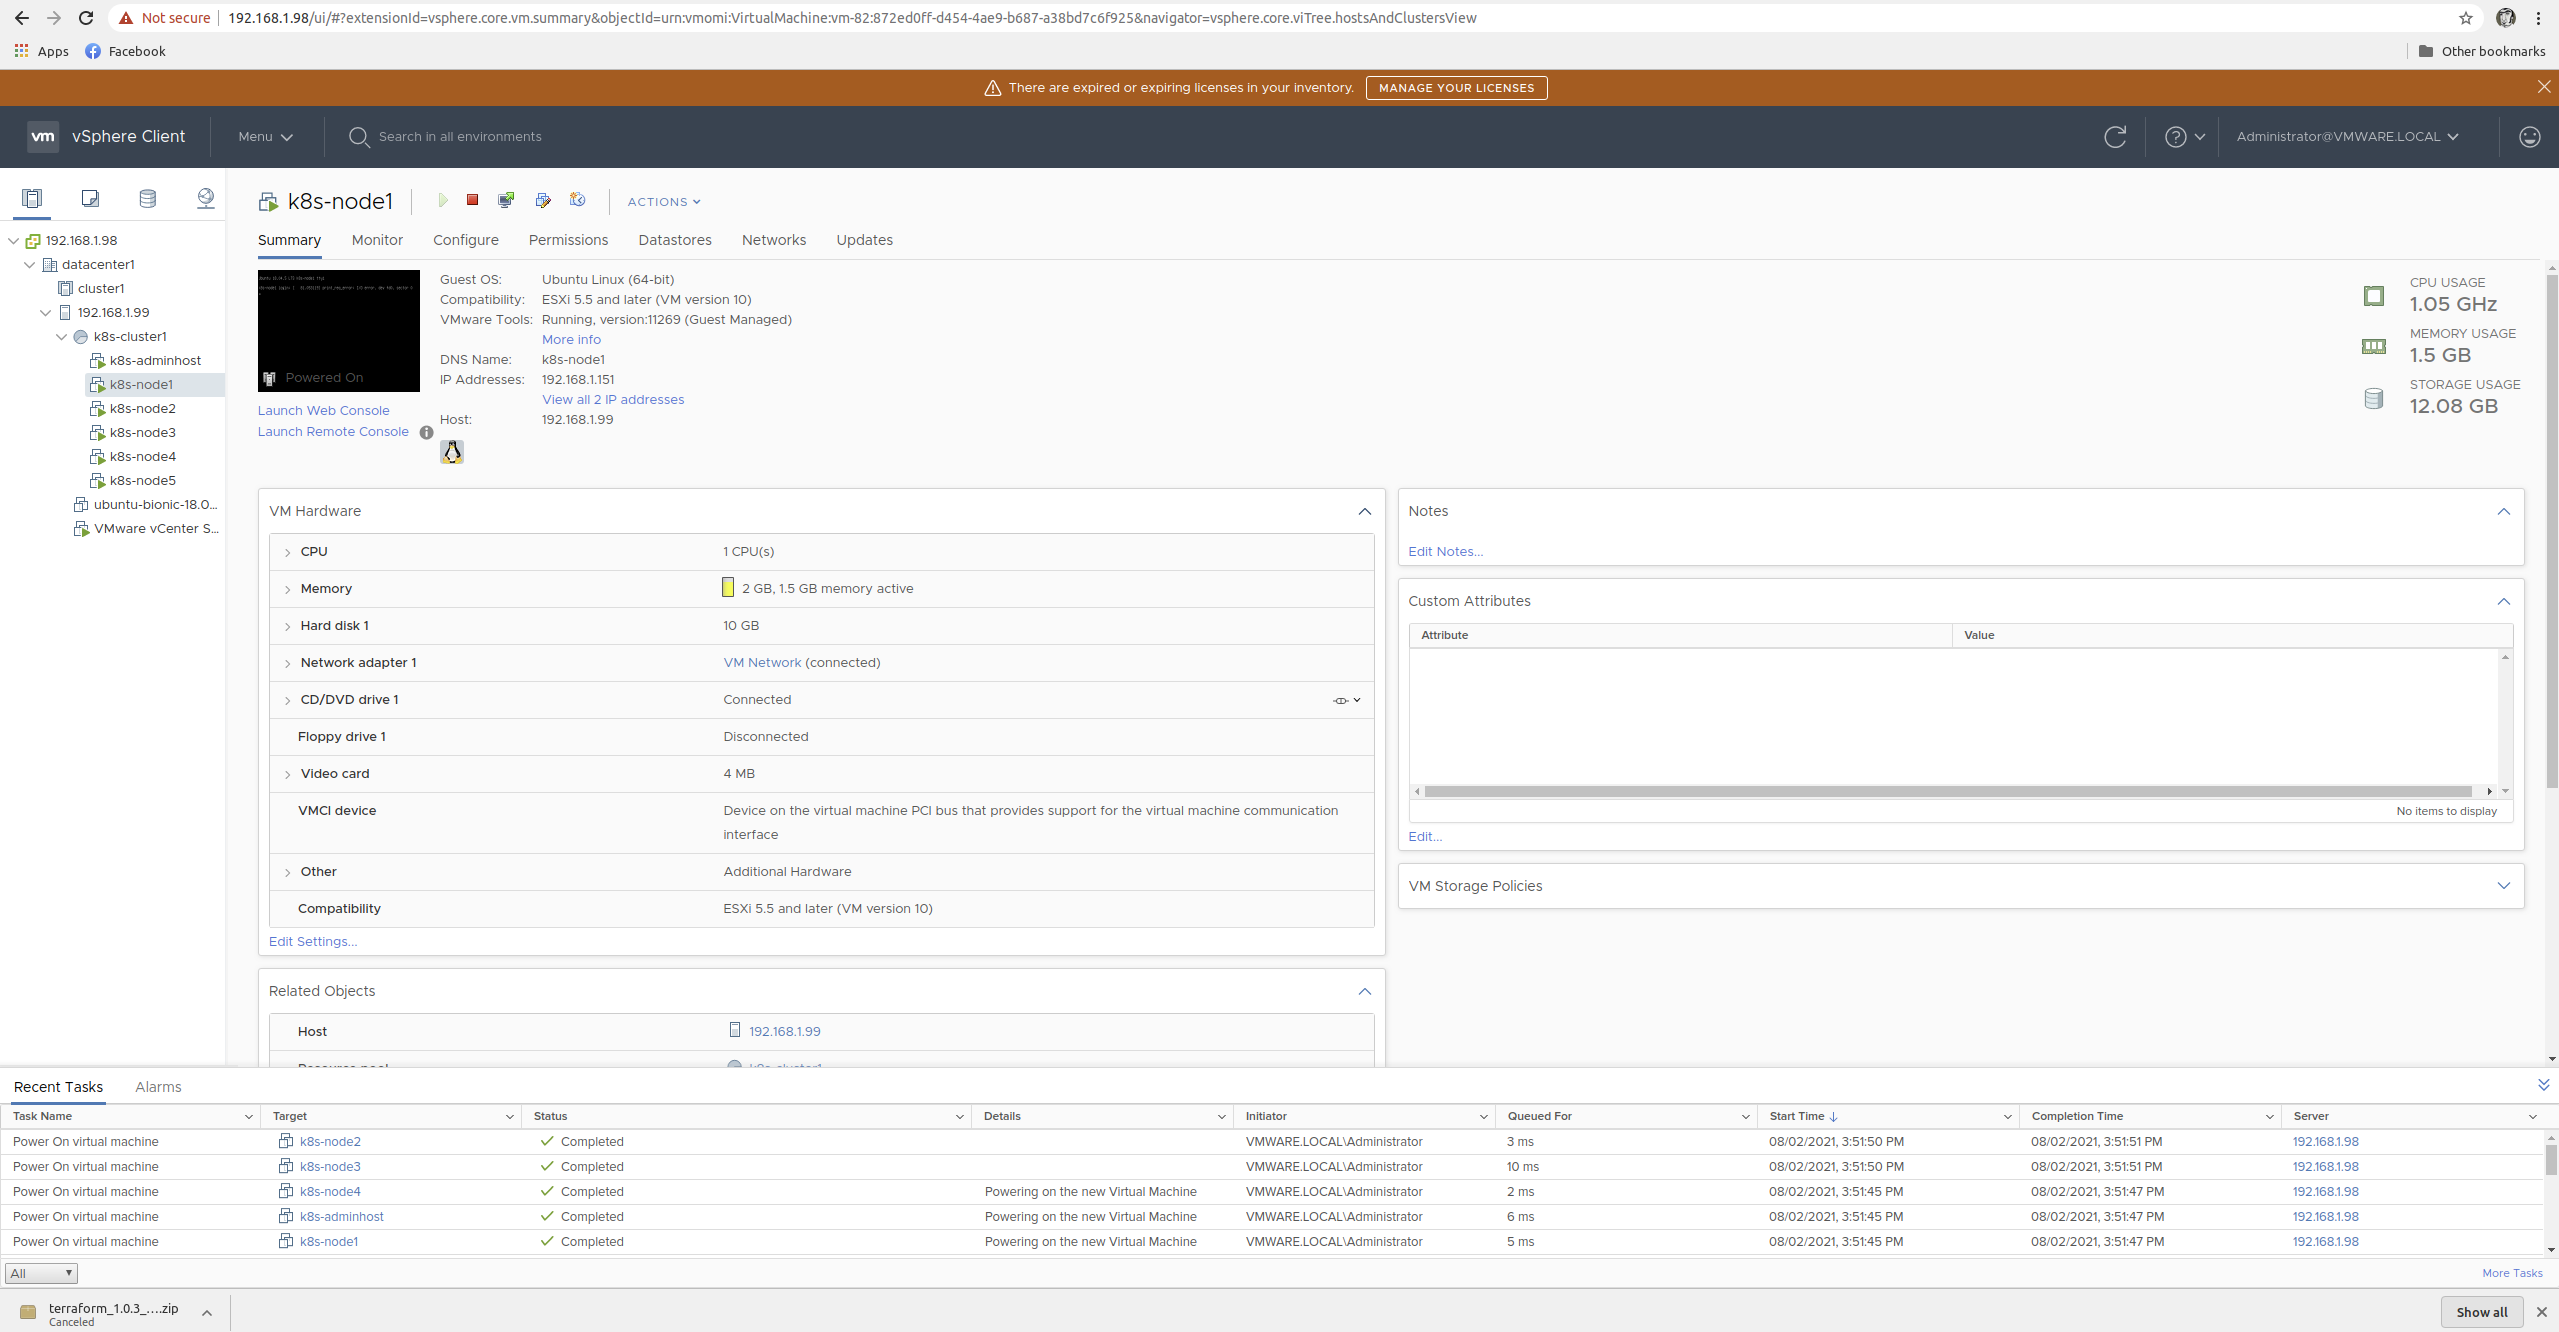 Not secure 192.168.1.98/ui/#?extensionId=vsphere.core.vm.summary&objectId=urn:vmomi:VirtualMachine:vm-82:872ed0ff-d454-4ae9-b687-a38bd7c6f925&navigator=vsphere.core.viTree.hostsAndClustersView
Apps Facebook Other bookmarks
There are expired or expiring licenses in your inventory. MANAGE YOUR LICENSES
vm vSphere Client Menu Search in all environments Administrator@VMWARE.LOCAL
k8s-node1 ACTIONS
Summary Monitor Configure Permissions Datastores Networks Updates
192.168.1.98
datacenter1
cluster1
192.168.1.99
k8s-cluster1
k8s-adminhost
k8s-node1
k8s-node2
k8s-node3
k8s-node4
k8s-node5
ubuntu-bionic-18.0...
VMware vCenter S...
Powered On
Launch Web Console
Launch Remote Console
Guest OS: Ubuntu Linux (64-bit)
Compatibility: ESXi 5.5 and later (VM version 10)
VMware Tools: Running, version:11269 (Guest Managed)
More info
DNS Name: k8s-node1
IP Addresses: 192.168.1.151
View all 2 IP addresses
Host: 192.168.1.99
CPU USAGE
1.05 GHz
MEMORY USAGE
1.5 GB
STORAGE USAGE
12.08 GB
VM Hardware
CPU 1 CPU(s)
Memory 2 GB, 1.5 GB memory active
Hard disk 1 10 GB
Network adapter 1 VM Network (connected)
CD/DVD drive 1 Connected
Floppy drive 1 Disconnected
Video card 4 MB
VMCI device Device on the virtual machine PCI bus that provides support for the virtual machine communication
interface
Other Additional Hardware
Compatibility ESXi 5.5 and later (VM version 10)
Edit Settings...
Related Objects
Host 192.168.1.99
Resource pool k8s-cluster1
Notes
Edit Notes...
Custom Attributes
Attribute Value
No items to display
Edit...
VM Storage Policies
Recent Tasks Alarms
Task Name Target Status Details Initiator Queued For Start Time Completion Time Server
Power On virtual machine k8s-node2 Completed VMWARE.LOCAL\Administrator 3 ms 08/02/2021, 3:51:50 PM 08/02/2021, 3:51:51 PM 192.168.1.98
Power On virtual machine k8s-node3 Completed VMWARE.LOCAL\Administrator 10 ms 08/02/2021, 3:51:50 PM 08/02/2021, 3:51:51 PM 192.168.1.98
Power On virtual machine k8s-node4 Completed Powering on the new Virtual Machine VMWARE.LOCAL\Administrator 2 ms 08/02/2021, 3:51:45 PM 08/02/2021, 3:51:47 PM 192.168.1.98
Power On virtual machine k8s-adminhost Completed Powering on the new Virtual Machine VMWARE.LOCAL\Administrator 6 ms 08/02/2021, 3:51:45 PM 08/02/2021, 3:51:47 PM 192.168.1.98
Power On virtual machine k8s-node1 Completed Powering on the new Virtual Machine VMWARE.LOCAL\Administrator 5 ms 08/02/2021, 3:51:45 PM 08/02/2021, 3:51:47 PM 192.168.1.98
All More Tasks
terraform_1.0.3_....zip
Canceled
Show all